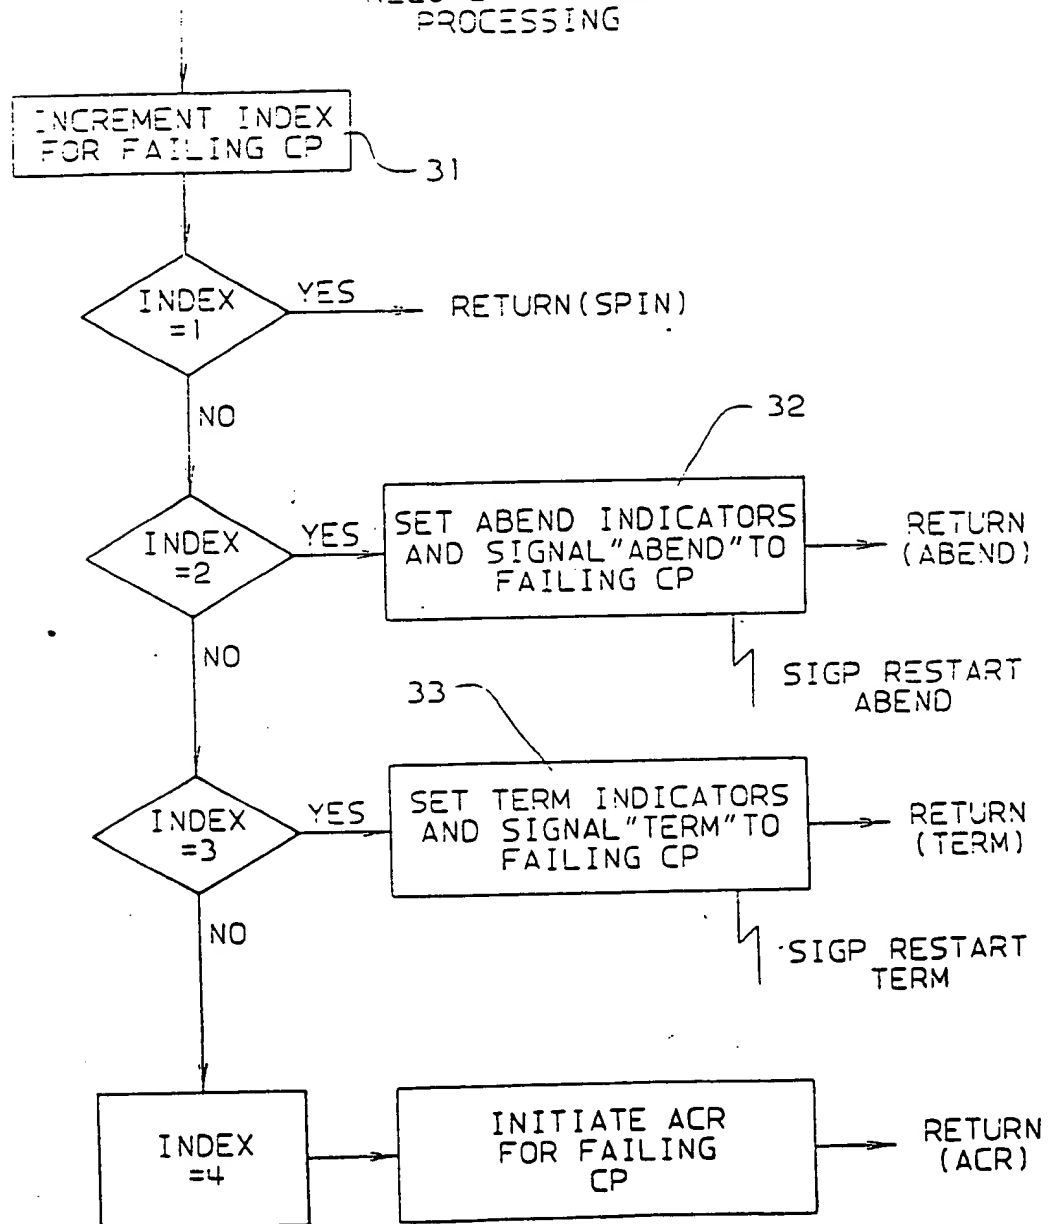 PROCESSING
INCREMENT INDEX
FOR FAILING CP
31
INDEX
=1
YES
RETURN(SPIN)
NO
32
INDEX
=2
YES
SET ABEND INDICATORS
AND SIGNAL"ABEND"TO
FAILING CP
RETURN
(ABEND)
NO
SIGP RESTART
ABEND
33
INDEX
=3
YES
SET TERM INDICATORS
AND SIGNAL"TERM"TO
FAILING CP
RETURN
(TERM)
NO
SIGP RESTART
TERM
INDEX
=4
INITIATE ACR
FOR FAILING
CP
RETURN
(ACR)